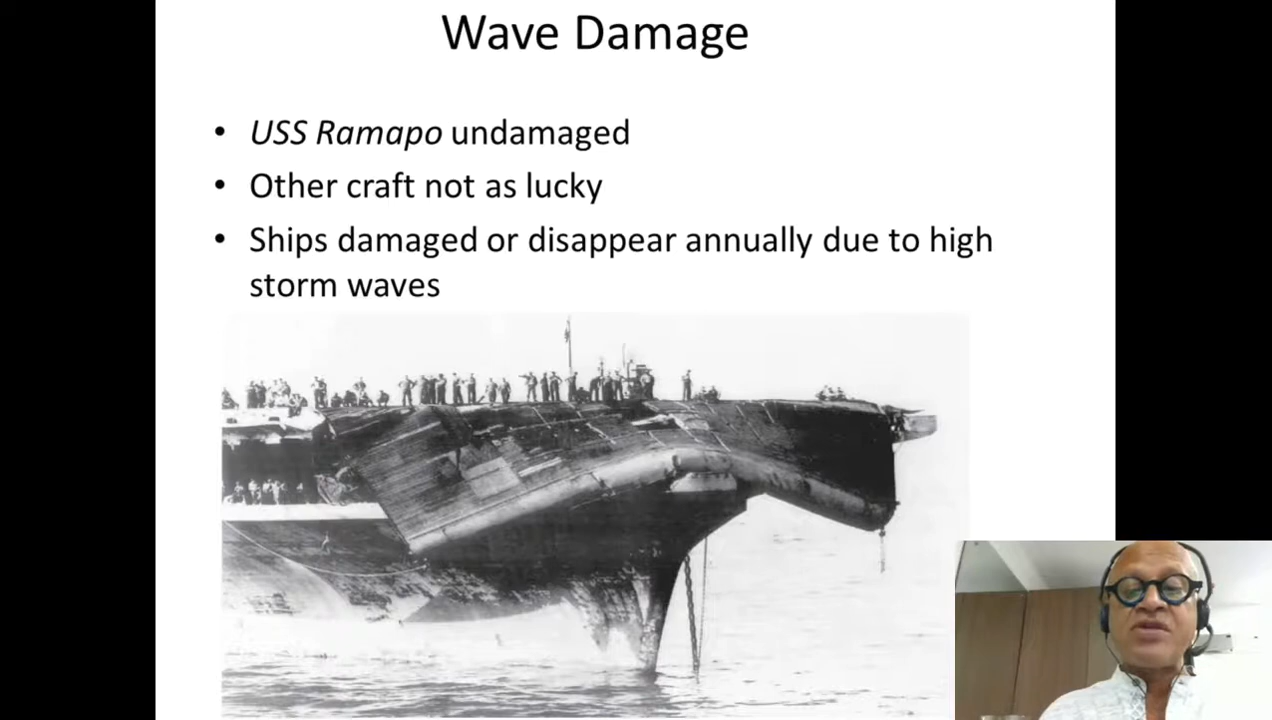 Wave Damage
• USS Ramapo undamaged
• Other craft not as lucky
• Ships damaged or disappear annually due to high
storm waves